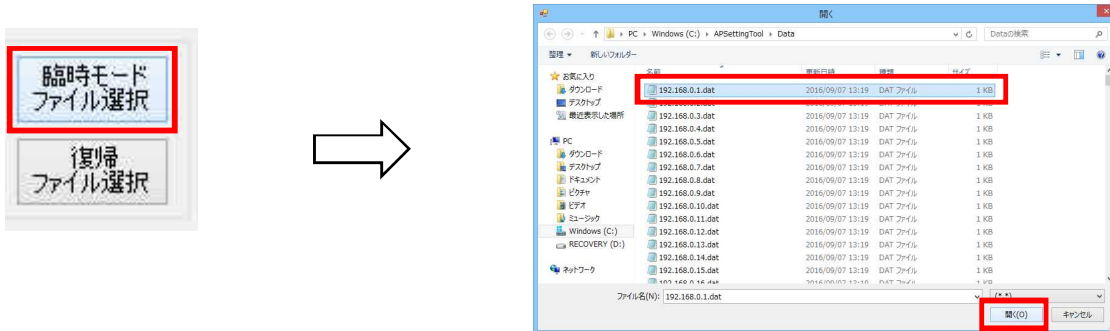 臨時モード
ファイル選択
復帰
ファイル選択
開く
PC ▸ Windows (C:) ▸ APSettingTool ▸ Data
Dataの検索
整理 ▾ 新しいフォルダー
名前 更新日時 種類 サイズ
お気に入り
ダウンロード
デスクトップ
最近表示した場所
PC
ダウンロード
デスクトップ
ドキュメント
ピクチャ
ビデオ
ミュージック
Windows (C:)
RECOVERY (D:)
ネットワーク
192.168.0.1.dat 2016/09/07 13:19 DAT ファイル 1 KB
192.168.0.3.dat 2016/09/07 13:19 DAT ファイル 1 KB
192.168.0.4.dat 2016/09/07 13:19 DAT ファイル 1 KB
192.168.0.5.dat 2016/09/07 13:19 DAT ファイル 1 KB
192.168.0.6.dat 2016/09/07 13:19 DAT ファイル 1 KB
192.168.0.7.dat 2016/09/07 13:19 DAT ファイル 1 KB
192.168.0.8.dat 2016/09/07 13:19 DAT ファイル 1 KB
192.168.0.9.dat 2016/09/07 13:19 DAT ファイル 1 KB
192.168.0.10.dat 2016/09/07 13:19 DAT ファイル 1 KB
192.168.0.11.dat 2016/09/07 13:19 DAT ファイル 1 KB
192.168.0.12.dat 2016/09/07 13:19 DAT ファイル 1 KB
192.168.0.13.dat 2016/09/07 13:19 DAT ファイル 1 KB
192.168.0.14.dat 2016/09/07 13:19 DAT ファイル 1 KB
192.168.0.15.dat 2016/09/07 13:19 DAT ファイル 1 KB
192.168.0.16.dat 2016/09/07 13:19 DAT ファイル 1 KB
ファイル名(N): 192.168.0.1.dat
(*.*)
開く(O) キャンセル